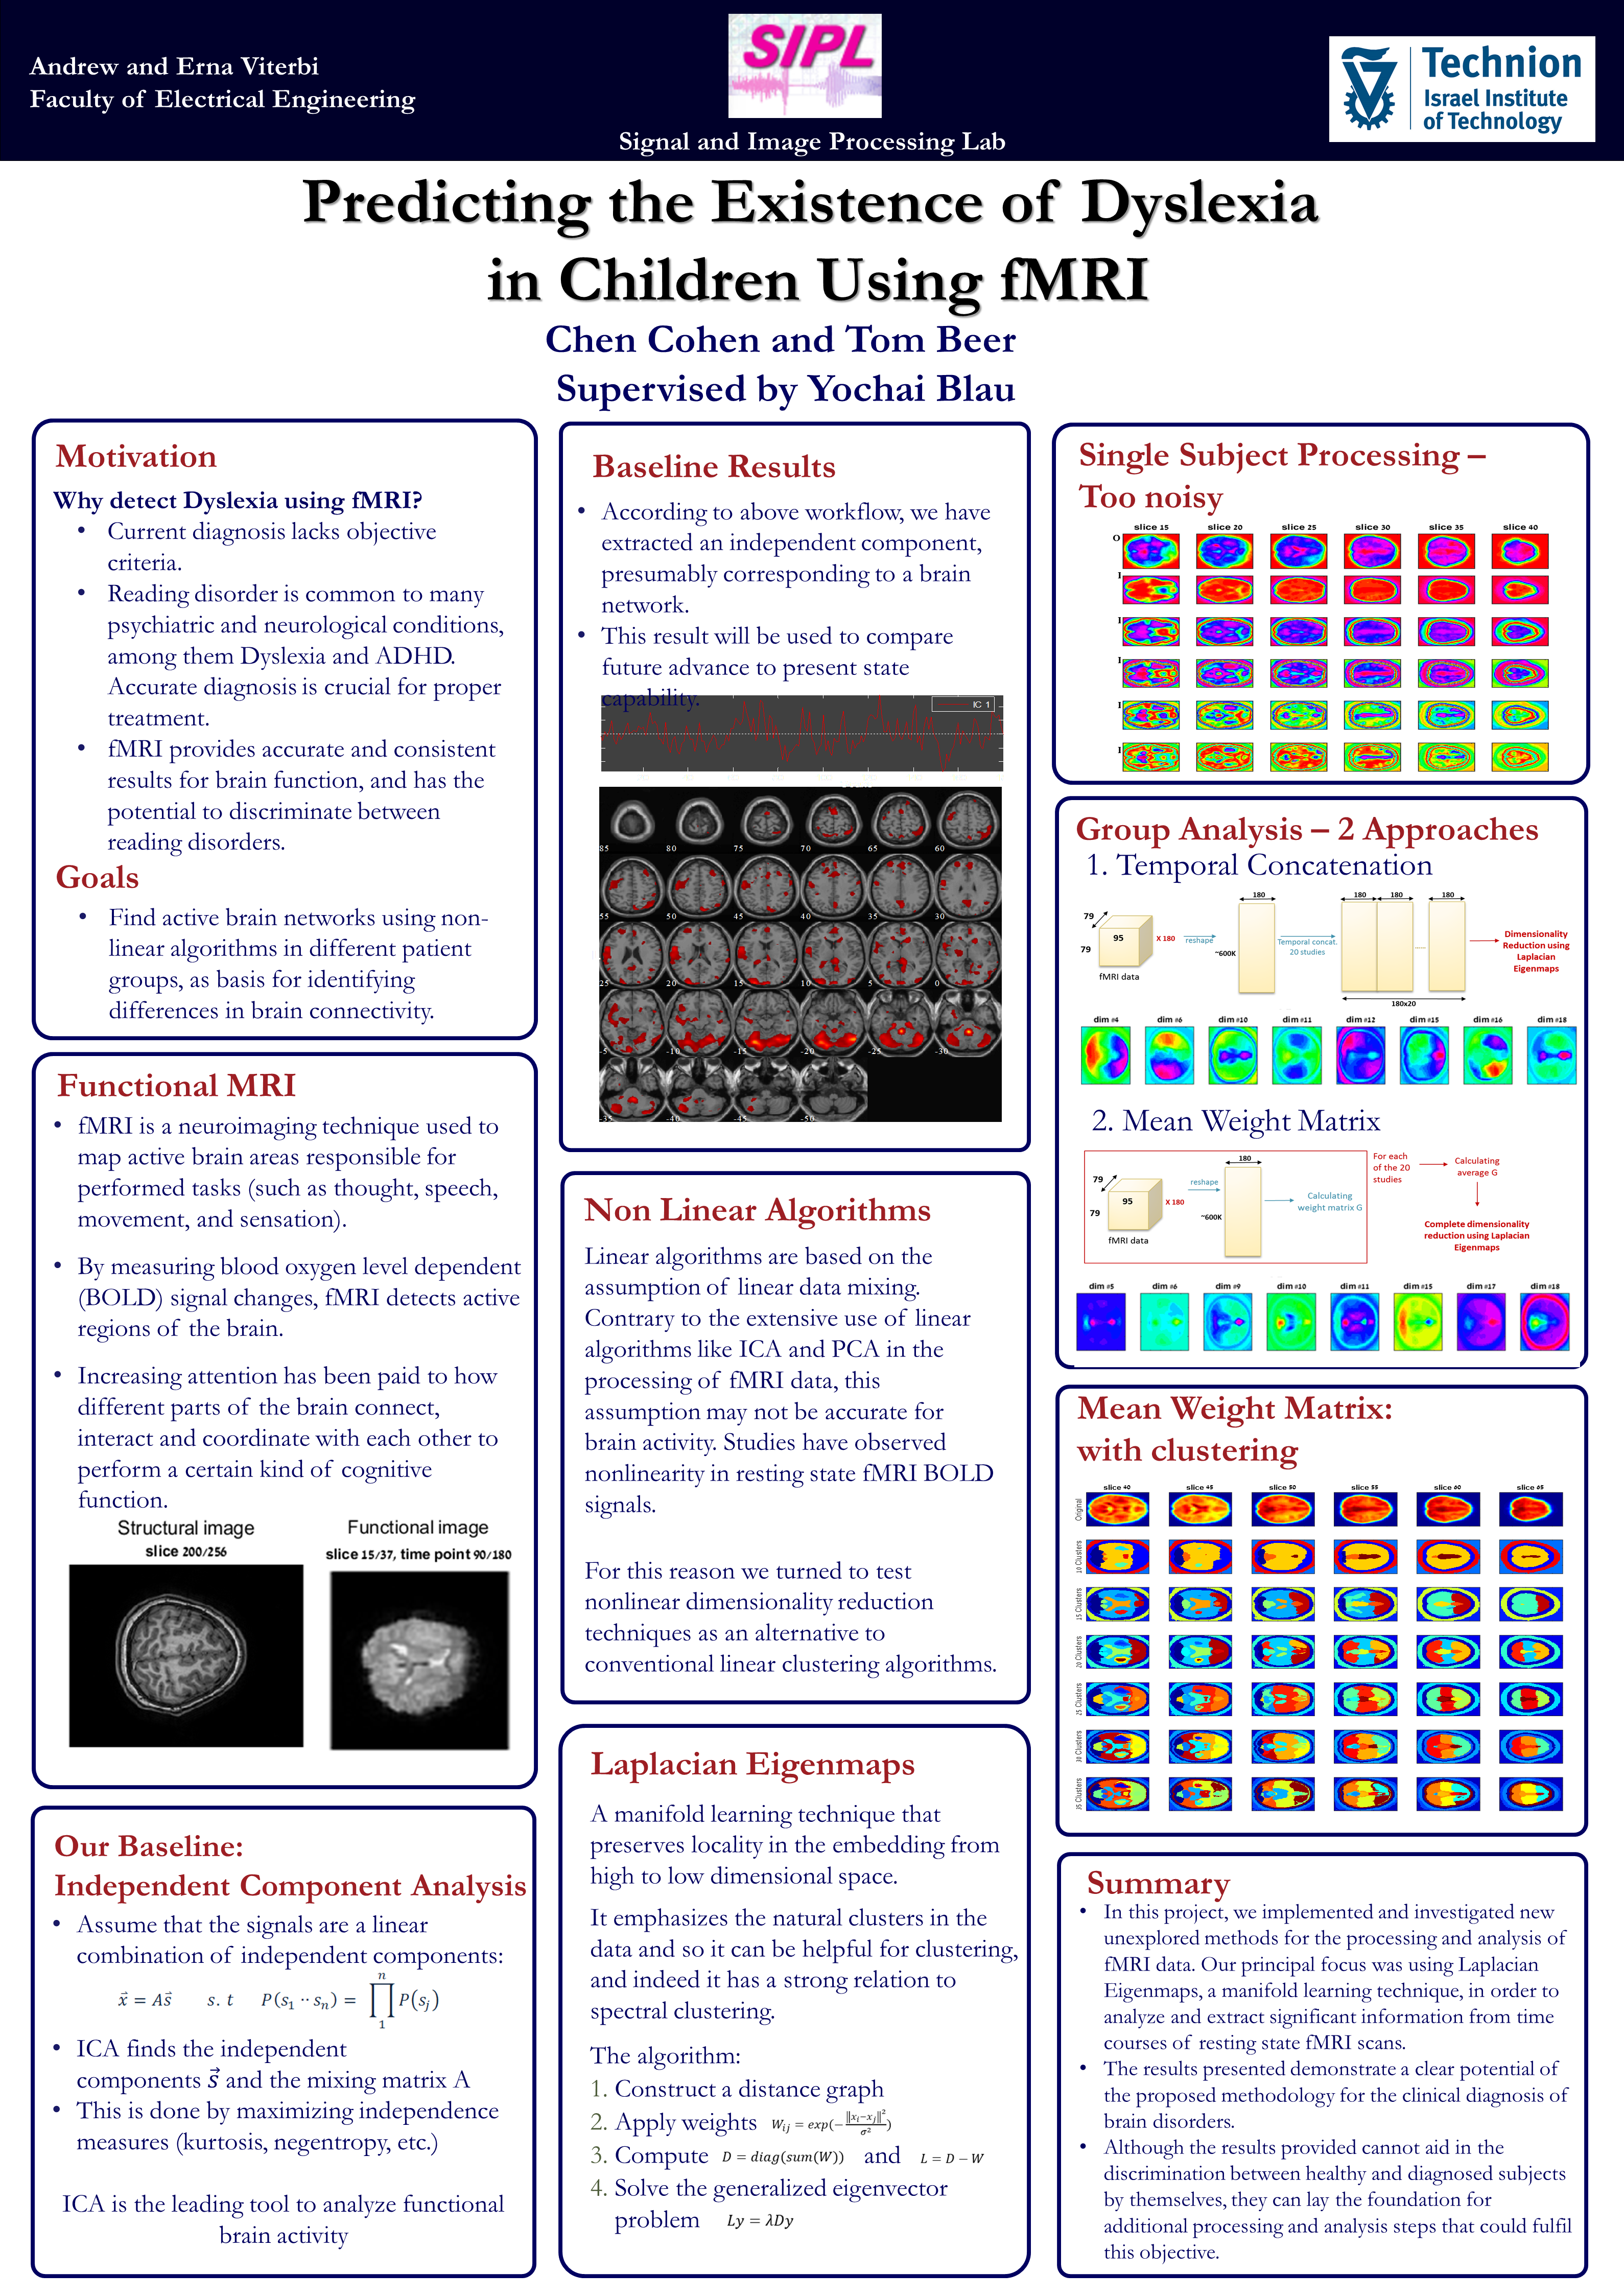 Andrew and Erna Viterbi
Faculty of Electrical Engineering
SIPL
Signal and Image Processing Lab
Technion
Israel Institute
of Technology
Predicting the Existence of Dyslexia
in Children Using fMRI
Chen Cohen and Tom Beer
Supervised by Yochai Blau
Motivation
Why detect Dyslexia using fMRI?
• Current diagnosis lacks objective
criteria.
• Reading disorder is common to many
psychiatric and neurological conditions,
among them Dyslexia and ADHD.
Accurate diagnosis is crucial for proper
treatment.
• fMRI provides accurate and consistent
results for brain function, and has the
potential to discriminate between
reading disorders.
Goals
• Find active brain networks using non-
linear algorithms in different patient
groups, as basis for identifying
differences in brain connectivity.
Functional MRI
• fMRI is a neuroimaging technique used to
map active brain areas responsible for
performed tasks (such as thought, speech,
movement, and sensation).
• By measuring blood oxygen level dependent
(BOLD) signal changes, fMRI detects active
regions of the brain.
• Increasing attention has been paid to how
different parts of the brain connect,
interact and coordinate with each other to
perform a certain kind of cognitive
function.
Structural image
slice 200/256
Functional image
slice 15/37, time point 90/180
Our Baseline:
Independent Component Analysis
• Assume that the signals are a linear
combination of independent components:
x⃗ = As⃗ s. t P(s₁ ·· sₙ) = ∏₁ⁿ P(sⱼ)
• ICA finds the independent
components s⃗ and the mixing matrix A
• This is done by maximizing independence
measures (kurtosis, negentropy, etc.)
ICA is the leading tool to analyze functional
brain activity
Baseline Results
• According to above workflow, we have
extracted an independent component,
presumably corresponding to a brain
network.
• This result will be used to compare
future advance to present state
capability.
IC 1
85 80 75 70 65 60
55 50 45 40 35 30
25 20 15 10 5 0
-5 -10 -15 -20 -25 -30
-35 -40 -45 -50
Non Linear Algorithms
Linear algorithms are based on the
assumption of linear data mixing.
Contrary to the extensive use of linear
algorithms like ICA and PCA in the
processing of fMRI data, this
assumption may not be accurate for
brain activity. Studies have observed
nonlinearity in resting state fMRI BOLD
signals.
For this reason we turned to test
nonlinear dimensionality reduction
techniques as an alternative to
conventional linear clustering algorithms.
Laplacian Eigenmaps
A manifold learning technique that
preserves locality in the embedding from
high to low dimensional space.
It emphasizes the natural clusters in the
data and so it can be helpful for clustering,
and indeed it has a strong relation to
spectral clustering.
The algorithm:
1. Construct a distance graph
2. Apply weights Wᵢⱼ = exp(−‖xᵢ−xⱼ‖²/σ²)
3. Compute D = diag(sum(W)) and L = D − W
4. Solve the generalized eigenvector
problem Ly = λDy
Single Subject Processing –
Too noisy
slice 15 slice 20 slice 25 slice 30 slice 35 slice 40
O
I
I
I
I
I
Group Analysis – 2 Approaches
1. Temporal Concatenation
79
79
95
X 180
fMRI data
reshape
180
~600K
Temporal concat.
20 studies
180 180 180
......
180x20
Dimensionality
Reduction using
Laplacian
Eigenmaps
dim #4 dim #6 dim #10 dim #11 dim #12 dim #15 dim #16 dim #18
2. Mean Weight Matrix
79
79
95
X 180
fMRI data
reshape
180
~600K
Calculating
weight matrix G
For each
of the 20
studies
Calculating
average G
Complete dimensionality
reduction using Laplacian
Eigenmaps
dim #5 dim #6 dim #9 dim #10 dim #11 dim #15 dim #17 dim #18
Mean Weight Matrix:
with clustering
slice 40 slice 45 slice 50 slice 55 slice 60 slice 65
Original
10 Clusters
15 Clusters
20 Clusters
25 Clusters
30 Clusters
35 Clusters
Summary
• In this project, we implemented and investigated new
unexplored methods for the processing and analysis of
fMRI data. Our principal focus was using Laplacian
Eigenmaps, a manifold learning technique, in order to
analyze and extract significant information from time
courses of resting state fMRI scans.
• The results presented demonstrate a clear potential of
the proposed methodology for the clinical diagnosis of
brain disorders.
• Although the results provided cannot aid in the
discrimination between healthy and diagnosed subjects
by themselves, they can lay the foundation for
additional processing and analysis steps that could fulfil
this objective.